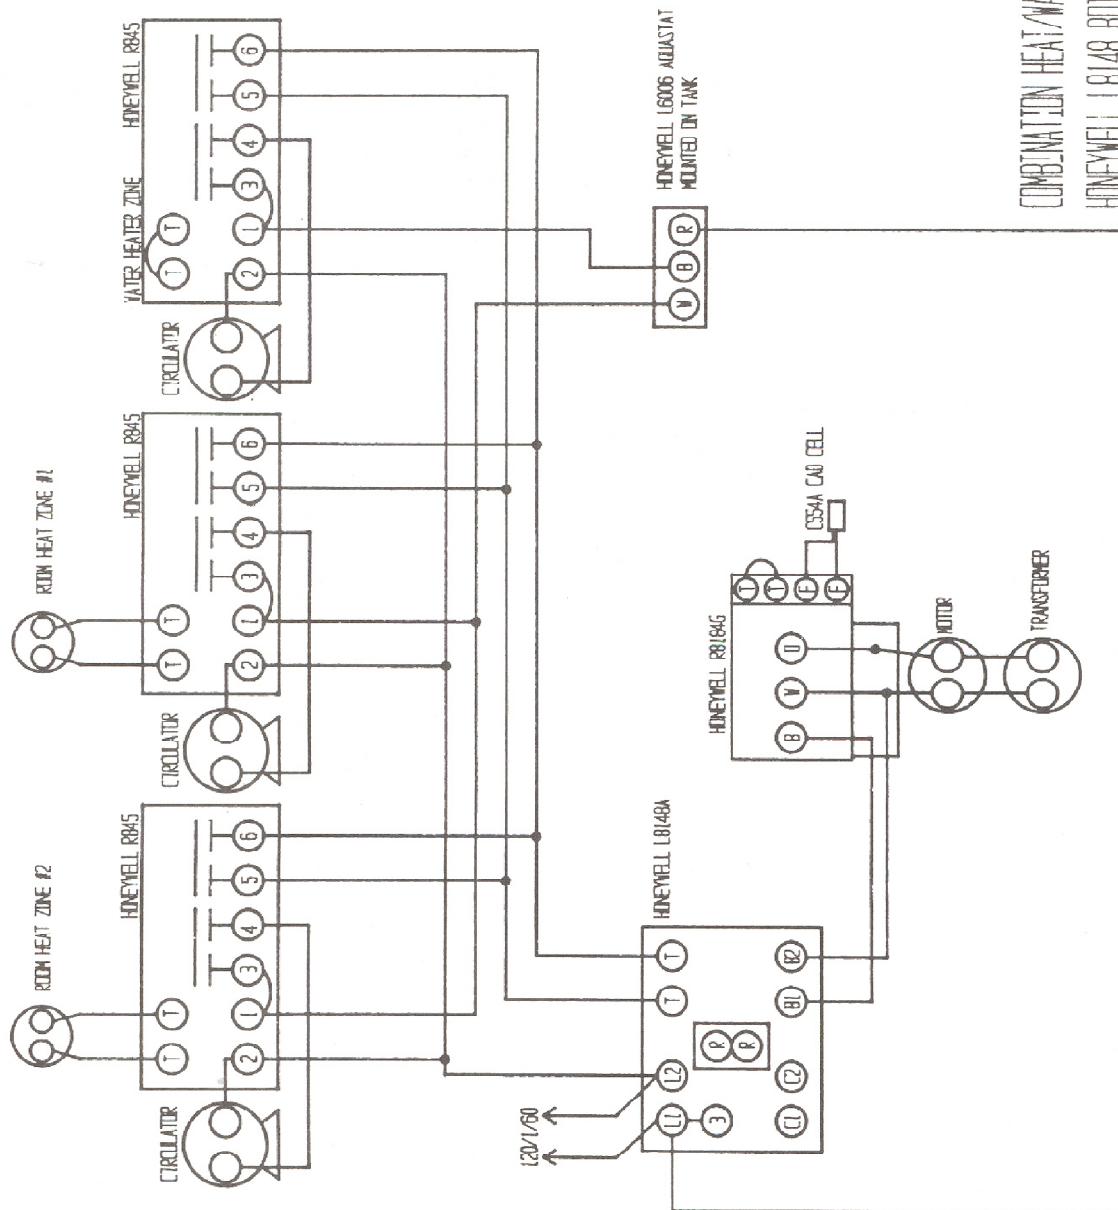 ROOM HEAT ZONE #2
HONEYWELL R845
T
T
2
1
3
4
5
6
CIRCULATOR
ROOM HEAT ZONE #1
HONEYWELL R845
T
T
2
1
3
4
5
6
CIRCULATOR
WATER HEATER ZONE
HONEYWELL R845
T
T
2
1
3
4
5
6
CIRCULATOR
120/1/60
HONEYWELL L8148A
L1
L2
T
T
3
R
R
C1
C2
B1
B2
HONEYWELL R8184G
B
W
O
T
T
F
F
C554A CAD CELL
MOTOR
TRANSFORMER
HONEYWELL L6006 AQUASTAT
MOUNTED ON TANK
W
B
R
COMBINATION HEAT/WA
HONEYWELL L8148